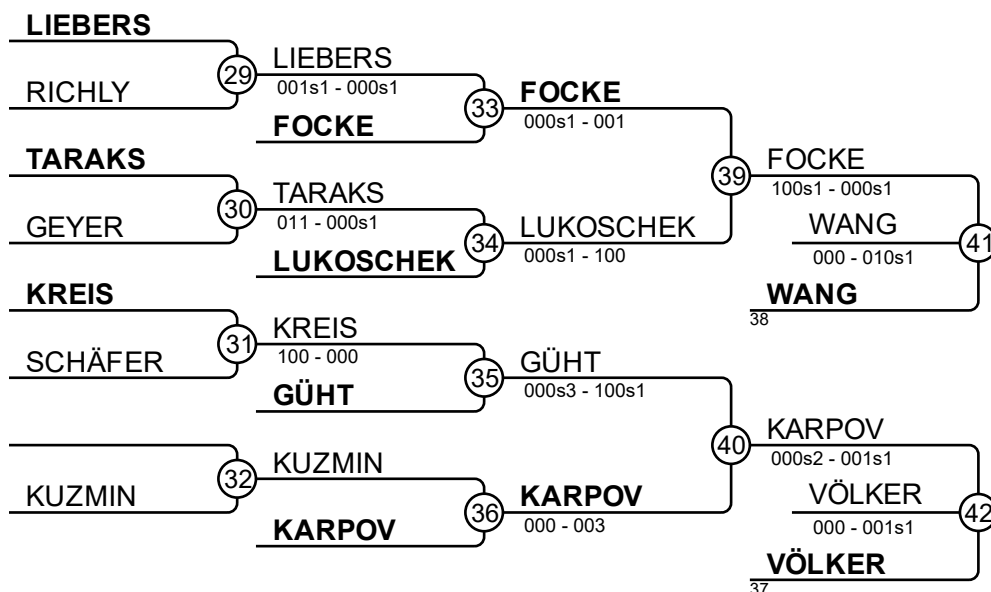 LIEBERS
LIEBERS
29
001s1 - 000s1
FOCKE
RICHLY
33
000s1 - 001
FOCKE
TARAKS
39
FOCKE
100s1 - 000s1
TARAKS
30
011 - 000s1
WANG
GEYER
34
LUKOSCHEK
000s1 - 100
41
000 - 010s1
LUKOSCHEK
KREIS
WANG
38
KREIS
31
100 - 000
SCHÄFER
GÜHT
35
000s3 - 100s1
GÜHT
40
KARPOV
000s2 - 001s1
KUZMIN
32
KUZMIN
VÖLKER
36
KARPOV
000 - 003
42
000 - 001s1
KARPOV
VÖLKER
37